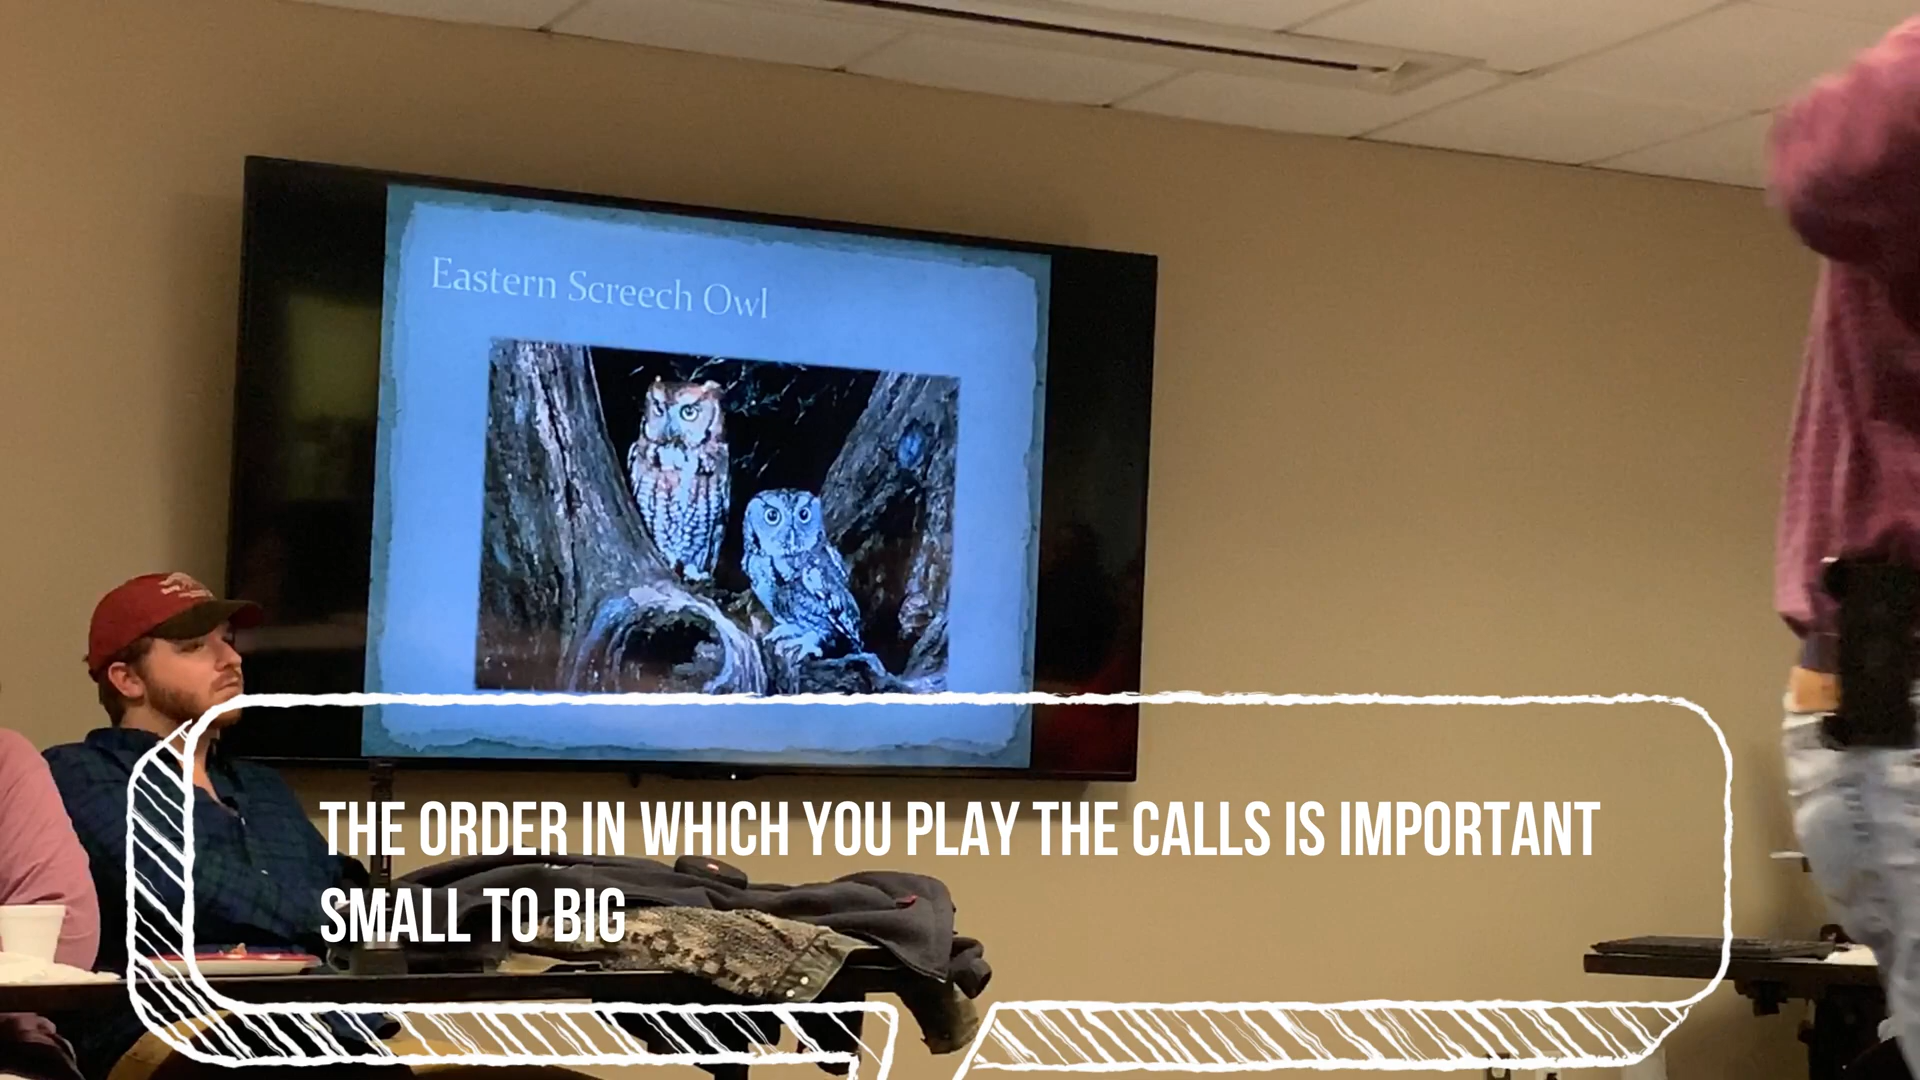 Eastern Screech Owl
THE ORDER IN WHICH YOU PLAY THE CALLS IS IMPORTANT
SMALL TO BIG